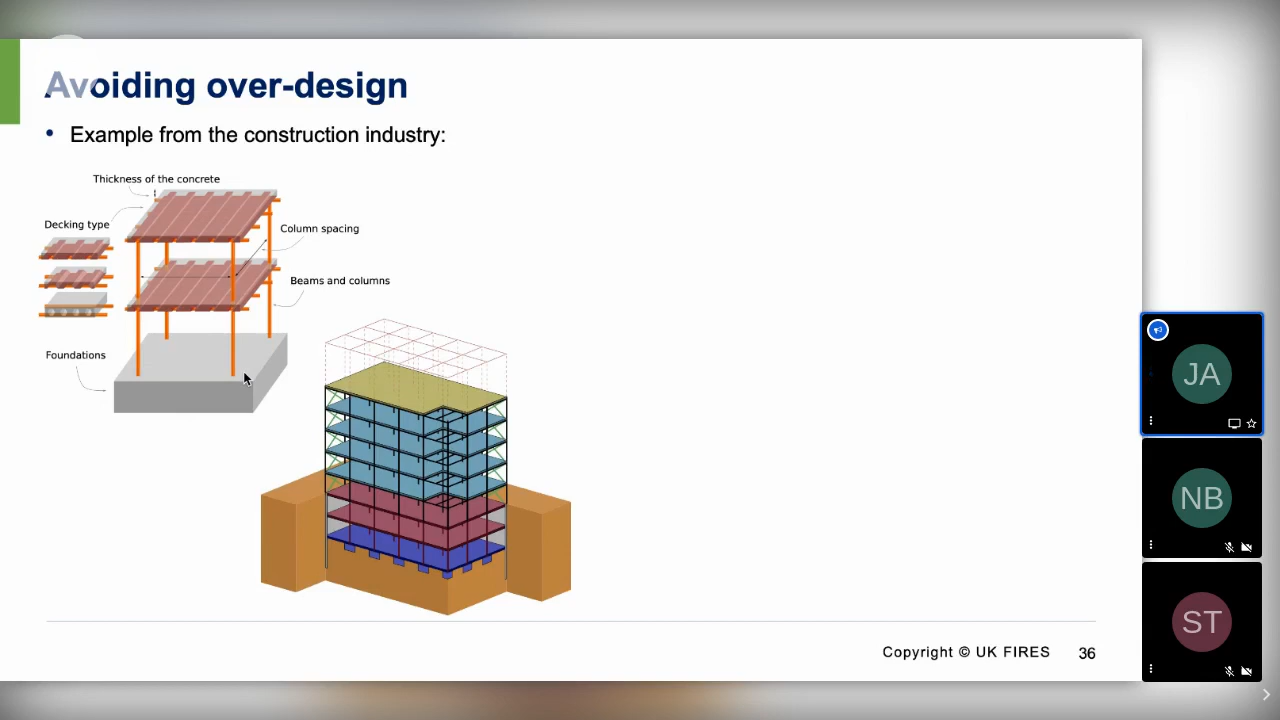 Avoiding over-design
• Example from the construction industry:
Thickness of the concrete
Decking type
Column spacing
Beams and columns
Foundations
JA
NB
ST
Copyright © UK FIRES 36